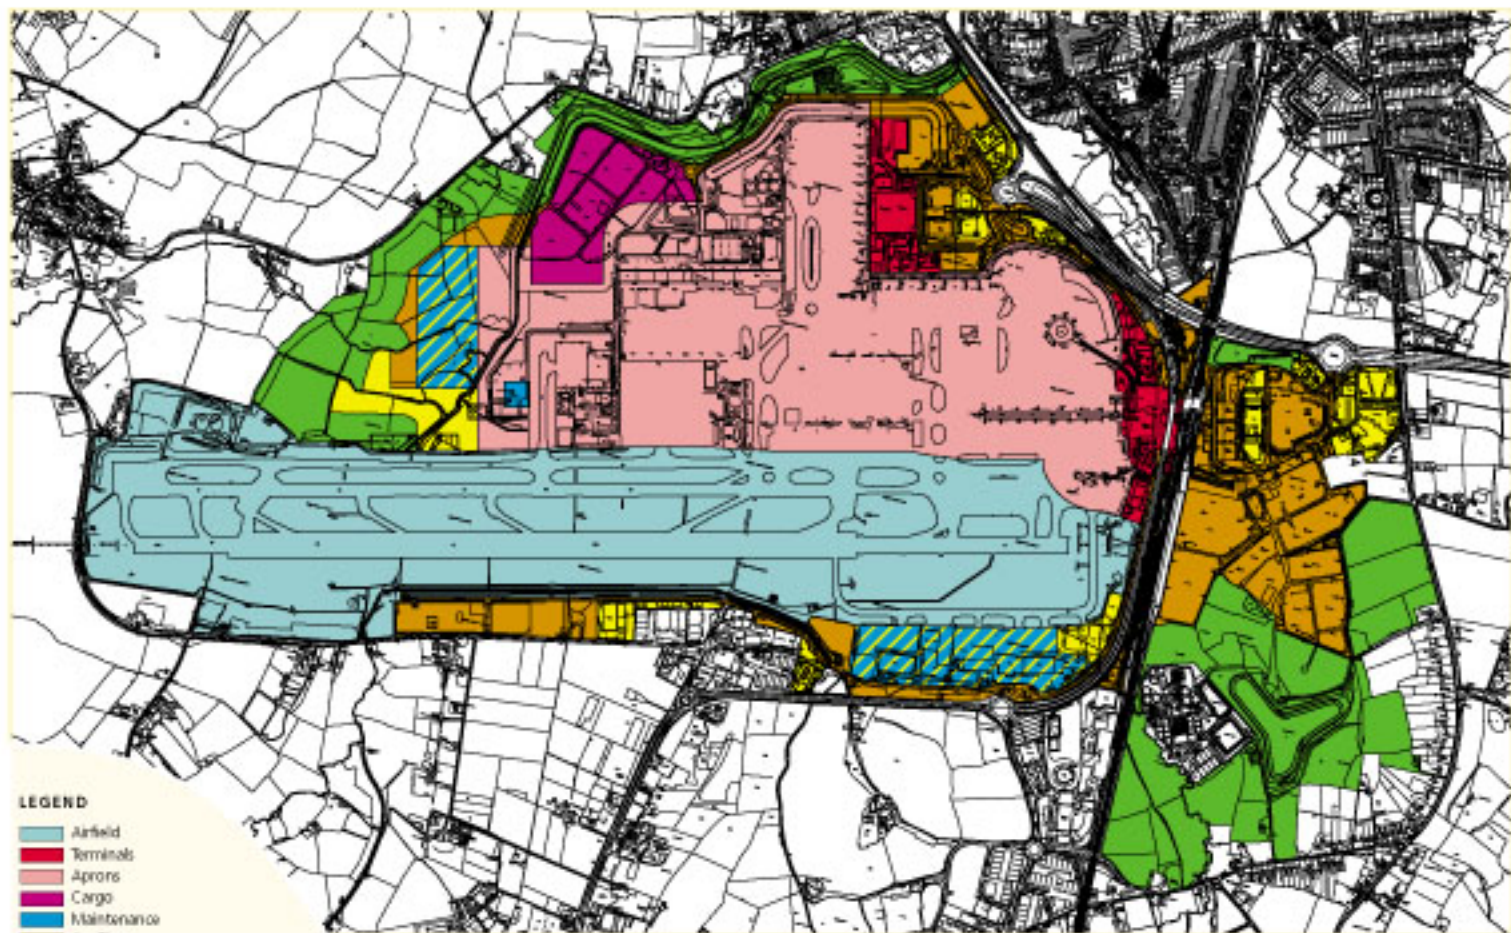 LEGEND
Airfield
Terminals
Aprons
Cargo
Maintenance